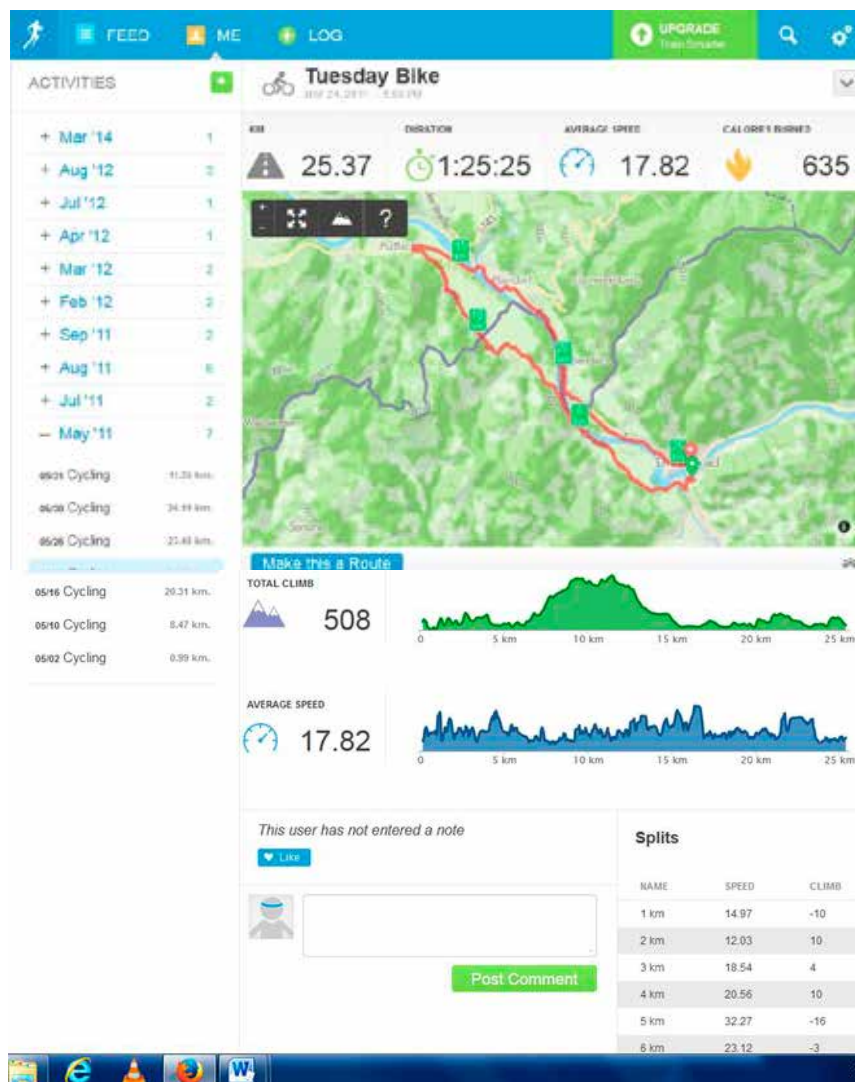 FEED ME LOG UPGRADE
Train Smarter
ACTIVITIES
+ Mar '14 1
+ Aug '12
+ Jul '12 1
+ Apr '12 1
+ Mar '12 2
+ Feb '12 2
+ Sep '11 2
+ Aug '11
+ Jul '11 2
– May '11 7
Cycling
Cycling
Cycling
05/16 Cycling 20.31 km.
05/10 Cycling 8.47 km.
05/02 Cycling 0.99 km.
Tuesday Bike
KM DURATION AVERAGE SPEED CALORIES BURNED
25.37 1:25:25 17.82 635
+
-
?
Make this a Route
TOTAL CLIMB
508
0 5 km 10 km 15 km 20 km 25 km
AVERAGE SPEED
17.82
0 5 km 10 km 15 km 20 km 25 km
This user has not entered a note
Like
Post Comment
Splits
NAME SPEED CLIMB
1 km 14.97 -10
2 km 12.03 10
3 km 18.54 4
4 km 20.56 10
5 km 32.27 -16
6 km 23.12 -3